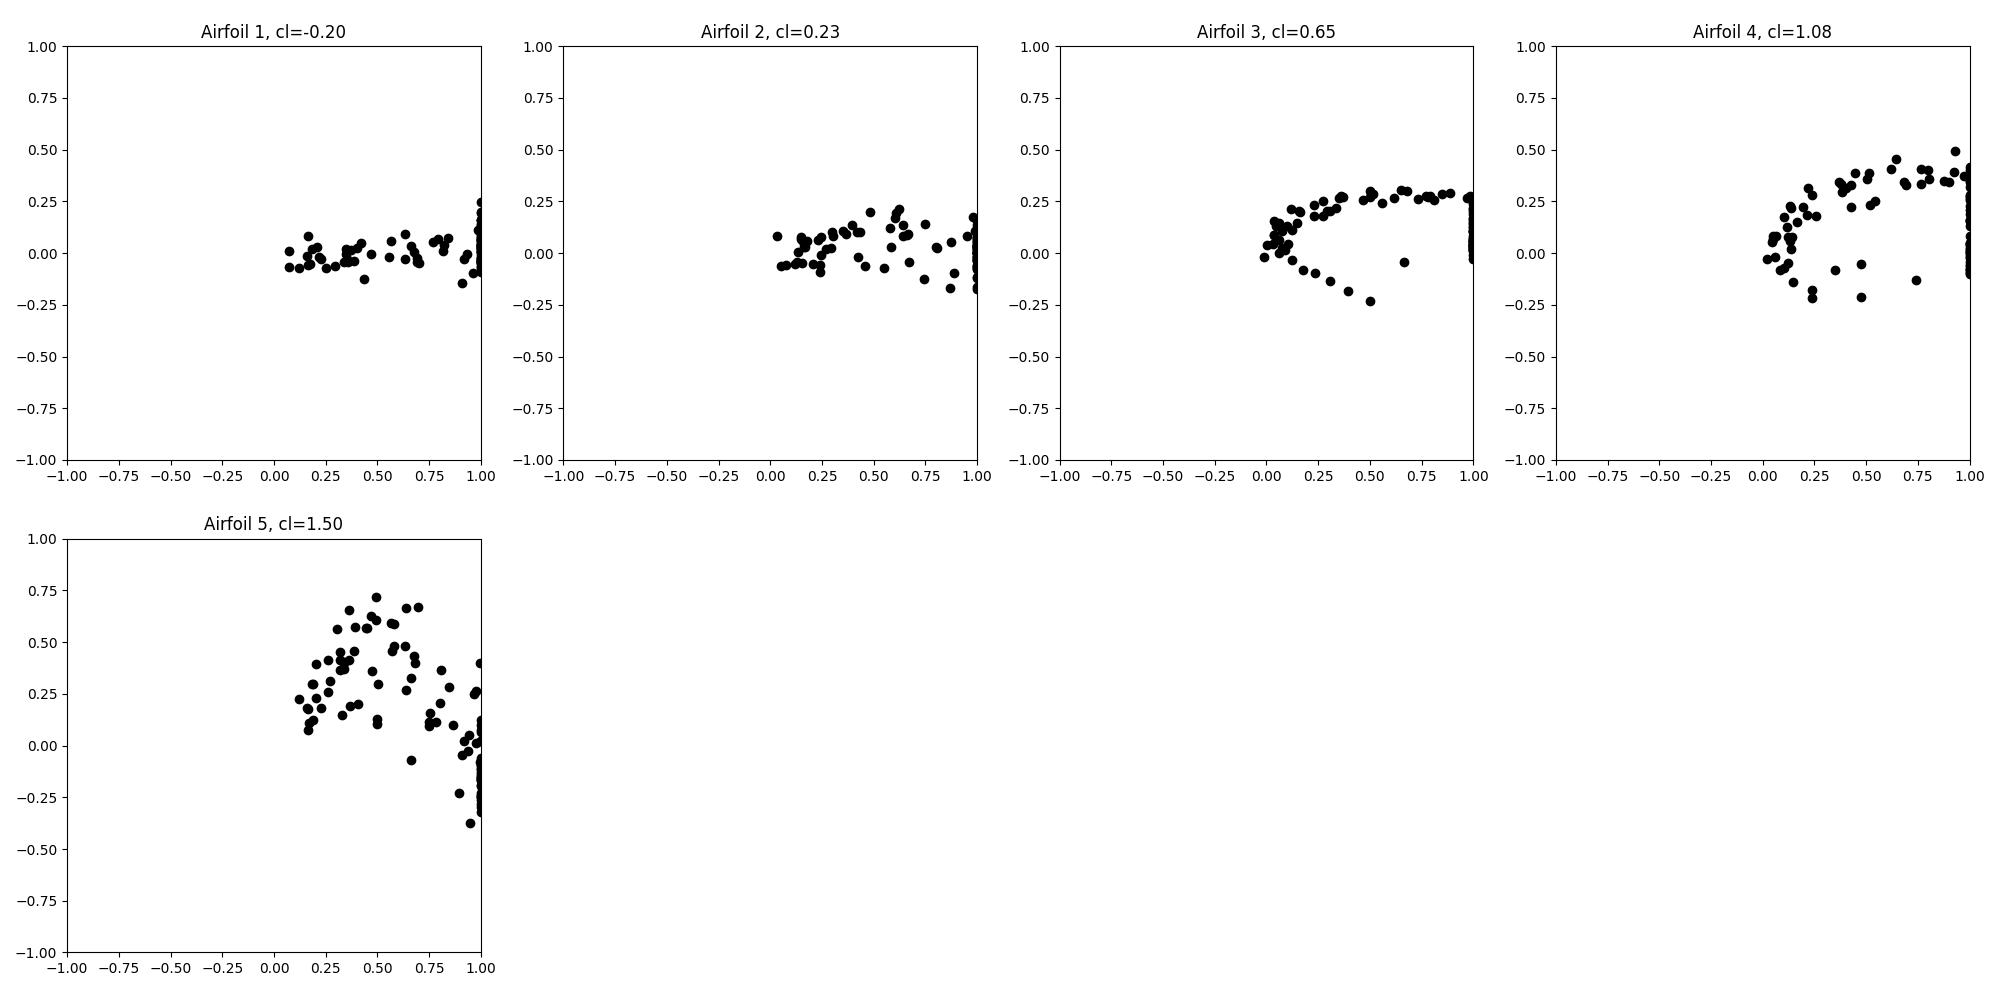 Airfoil 1, cl=-0.20
Airfoil 2, cl=0.23
Airfoil 3, cl=0.65
Airfoil 4, cl=1.08
1.00 1.00 1.00 1.00
0.75 0.75 0.75 0.75
0.50 0.50 0.50 0.50
0.25 0.25 0.25 0.25
0.00 0.00 0.00 0.00
−0.25 −0.25 −0.25 −0.25
−0.50 −0.50 −0.50 −0.50
−0.75 −0.75 −0.75 −0.75
−1.00 −1.00 −1.00 −1.00
−1.00 −0.75 −0.50 −0.25 0.00 0.25 0.50 0.75 1.00
−1.00 −0.75 −0.50 −0.25 0.00 0.25 0.50 0.75 1.00
−1.00 −0.75 −0.50 −0.25 0.00 0.25 0.50 0.75 1.00
−1.00 −0.75 −0.50 −0.25 0.00 0.25 0.50 0.75 1.00
Airfoil 5, cl=1.50
1.00
0.75
0.50
0.25
0.00
−0.25
−0.50
−0.75
−1.00
−1.00 −0.75 −0.50 −0.25 0.00 0.25 0.50 0.75 1.00